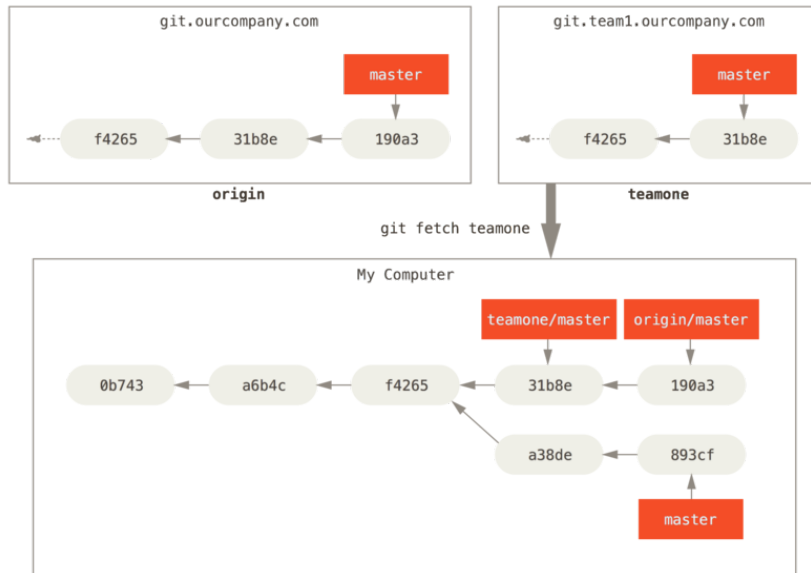 git.ourcompany.com
master
f4265 31b8e 190a3
origin
git.team1.ourcompany.com
master
f4265 31b8e
teamone
git fetch teamone
My Computer
teamone/master origin/master
0b743 a6b4c f4265 31b8e 190a3
a38de 893cf
master